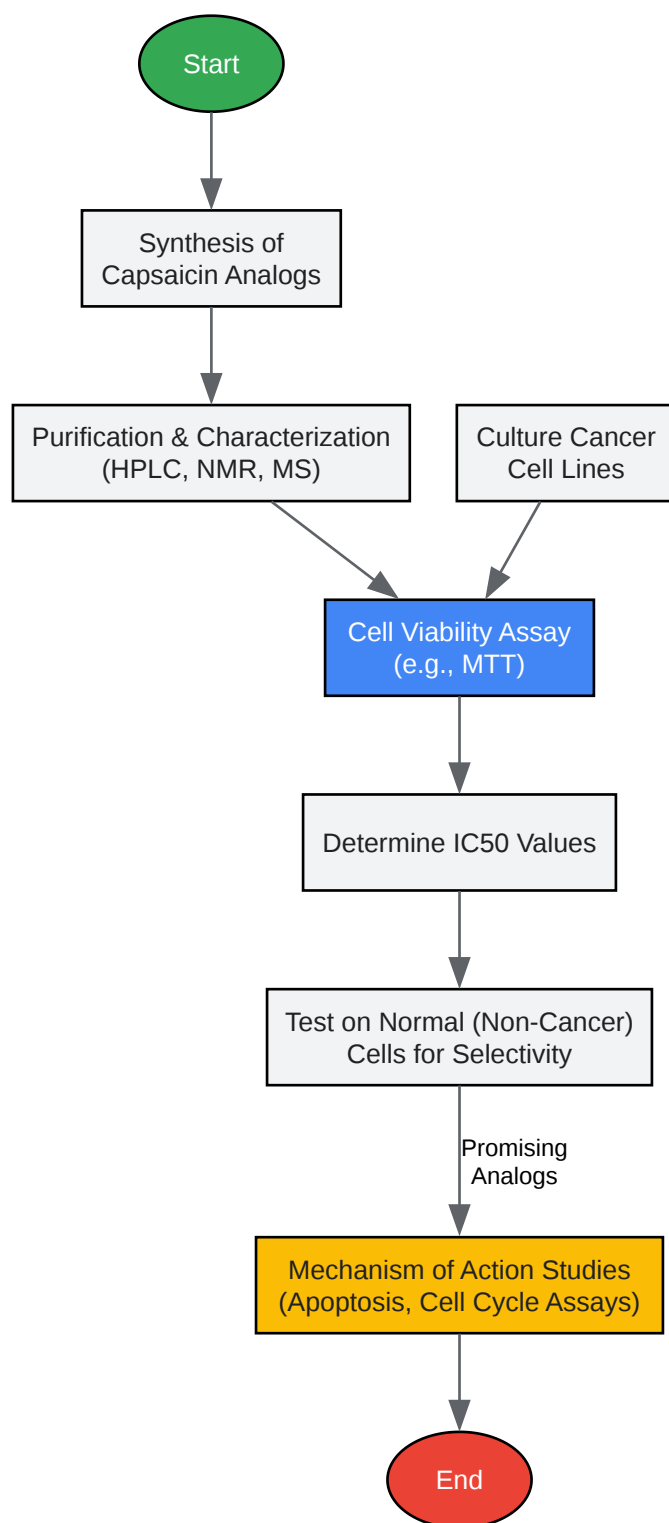 Start
Synthesis of
Capsaicin Analogs
Purification & Characterization
(HPLC, NMR, MS)
Culture Cancer
Cell Lines
Cell Viability Assay
(e.g., MTT)
Determine IC50 Values
Test on Normal (Non-Cancer)
Cells for Selectivity
Promising
Analogs
Mechanism of Action Studies
(Apoptosis, Cell Cycle Assays)
End